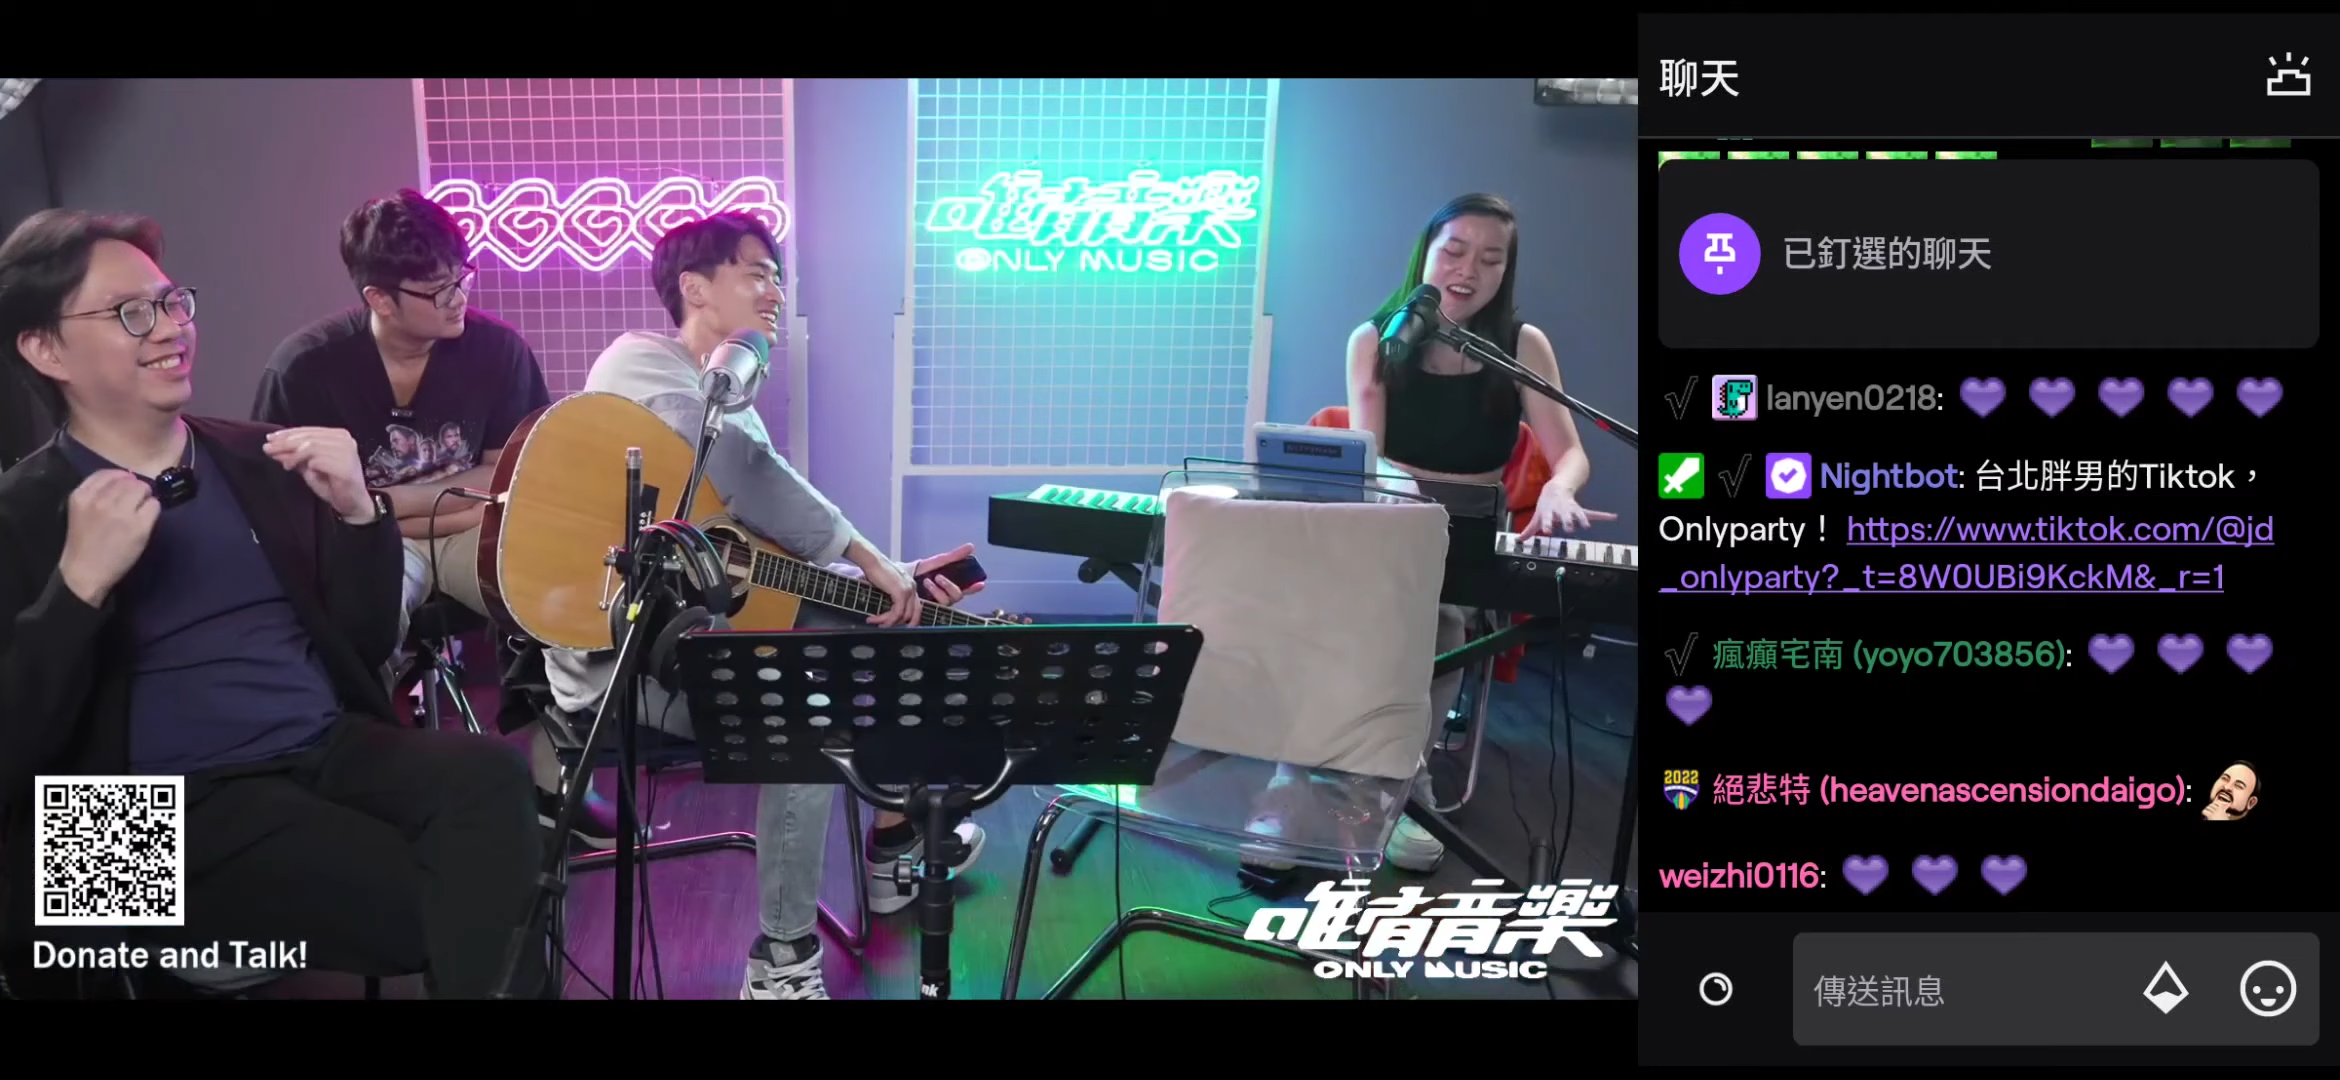 唯有音樂
ONLY MUSIC
Donate and Talk!
唯有音樂
ONLY MUSIC
聊天
已釘選的聊天
lanyen0218:
Nightbot: 台北胖男的Tiktok，
Onlyparty！ https://www.tiktok.com/@jd
_onlyparty?_t=8W0UBi9KckM&_r=1
瘋癲宅南 (yoyo703856):
2022
絕悲特 (heavenascensiondaigo):
weizhi0116:
傳送訊息